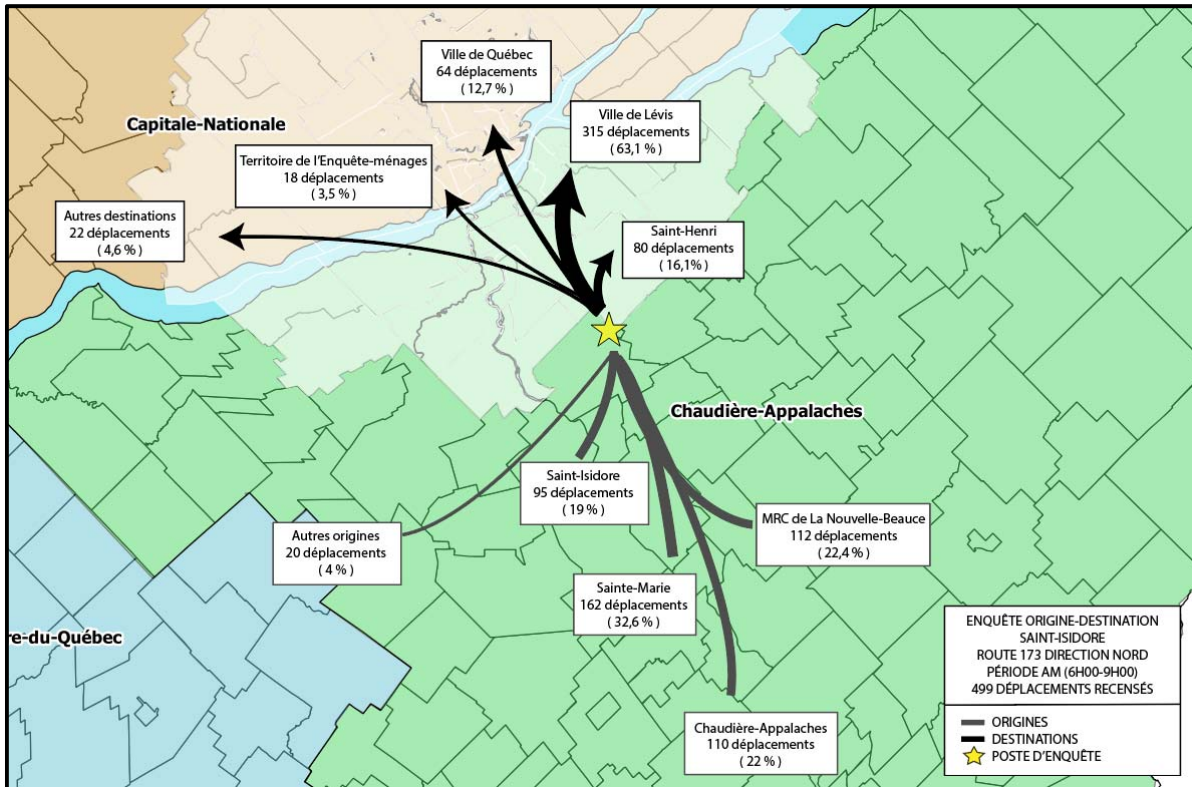 Ville de Québec
64 déplacements
(12,7 %)
Ville de Lévis
315 déplacements
( 63,1 %)
Capitale-Nationale
Territoire de l'Enquête-ménages
18 déplacements
( 3,5 %)
Autres destinations
22 déplacements
( 4,6 %)
Saint-Henri
80 déplacements
( 16,1%)
Chaudière-Appalaches
Saint-Isidore
95 déplacements
( 19 %)
MRC de La Nouvelle-Beauce
112 déplacements
( 22,4 %)
Autres origines
20 déplacements
( 4 %)
Sainte-Marie
162 déplacements
( 32,6 %)
re-du-Québec
Chaudière-Appalaches
110 déplacements
( 22 %)
ENQUÊTE ORIGINE-DESTINATION
SAINT-ISIDORE
ROUTE 173 DIRECTION NORD
PÉRIODE AM (6H00-9H00)
499 DÉPLACEMENTS RECENSÉS
ORIGINES
DESTINATIONS
POSTE D'ENQUÊTE